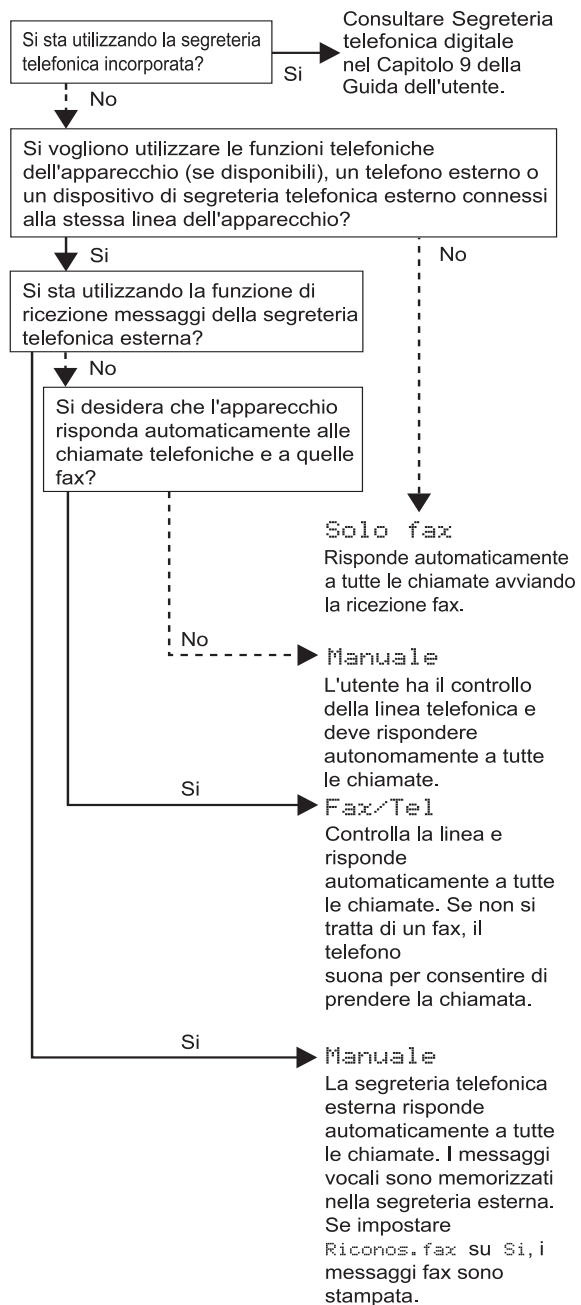 Si sta utilizzando la segreteria
telefonica incorporata?
Si
Consultare Segreteria
telefonica digitale
nel Capitolo 9 della
Guida dell'utente.
No
Si vogliono utilizzare le funzioni telefoniche
dell'apparecchio (se disponibili), un telefono esterno o
un dispositivo di segreteria telefonica esterno connessi
alla stessa linea dell'apparecchio?
Si
No
Si sta utilizzando la funzione di
ricezione messaggi della segreteria
telefonica esterna?
No
Si desidera che l'apparecchio
risponda automaticamente alle
chiamate telefoniche e a quelle
fax?
Solo fax
Risponde automaticamente
a tutte le chiamate avviando
la ricezione fax.
No
Manuale
L'utente ha il controllo
della linea telefonica e
deve rispondere
autonomamente a tutte
le chiamate.
Si
Fax/Tel
Controlla la linea e
risponde
automaticamente a tutte
le chiamate. Se non si
tratta di un fax, il
telefono
suona per consentire di
prendere la chiamata.
Si
Manuale
La segreteria telefonica
esterna risponde
automaticamente a tutte
le chiamate. I messaggi
vocali sono memorizzati
nella segreteria esterna.
Se impostare
Riconos.fax su Si, i
messaggi fax sono
stampata.